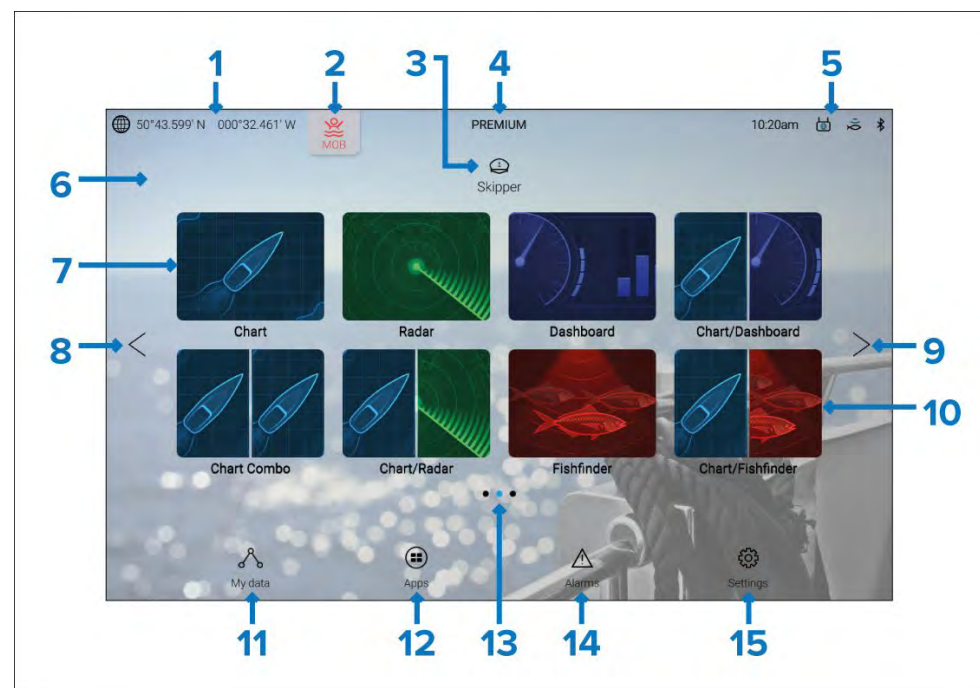 1 2 3 4 5
50°43.599' N 000°32.461' W MOB PREMIUM 10:20am
6 Skipper
7
Chart Radar Dashboard Chart/Dashboard
8 9
10
Chart Combo Chart/Radar Fishfinder Chart/Fishfinder
My data Apps Alarms Settings
11 12 13 14 15